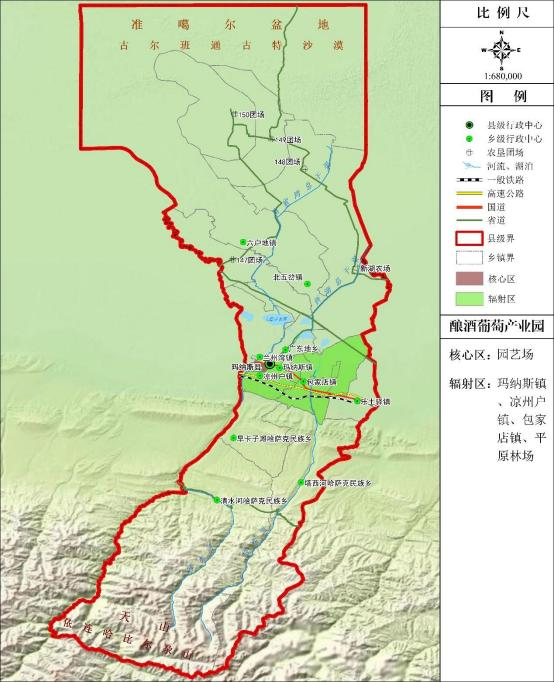 准噶尔盆地
古尔班通古特沙漠
150团场
149团场
148团场
六户地镇
147团场
新湖农场
北五岔镇
广东地乡
兰州湾镇
玛纳斯县
玛纳斯镇
凉州户镇
包家店镇
乐土驿镇
旱卡子滩哈萨克民族乡
塔西河哈萨克民族乡
清水河哈萨克民族乡
天山
依连哈比尔尕山
比例尺
N
W
E
S
1:680,000
图例
县级行政中心
乡级行政中心
农垦团场
河流、湖泊
一般铁路
高速公路
国道
省道
县级界
乡镇界
核心区
辐射区
酿酒葡萄产业园
核心区：园艺场
辐射区：玛纳斯镇
、凉州户
镇、包家
店镇、平
原林场